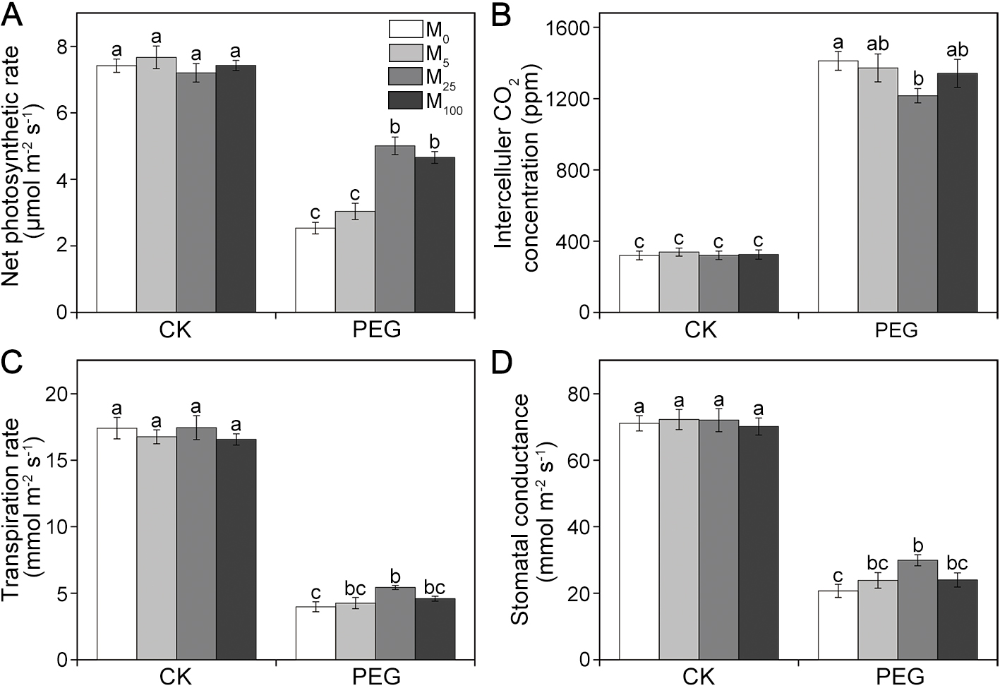 A
Net photosynthetic rate
(μmol m-2 s-1)
8
6
4
2
0
a
a
a
a
c
c
b
b
M0
M5
M25
M100
CK
PEG
B
Intercelluler CO2
concentration (ppm)
1600
1200
800
400
0
c
c
c
c
a
ab
b
ab
CK
PEG
C
Transpiration rate
(mmol m-2 s-1)
20
15
10
5
0
a
a
a
a
c
bc
b
bc
CK
PEG
D
Stomatal conductance
(mmol m-2 s-1)
80
60
40
20
0
a
a
a
a
c
bc
b
bc
CK
PEG